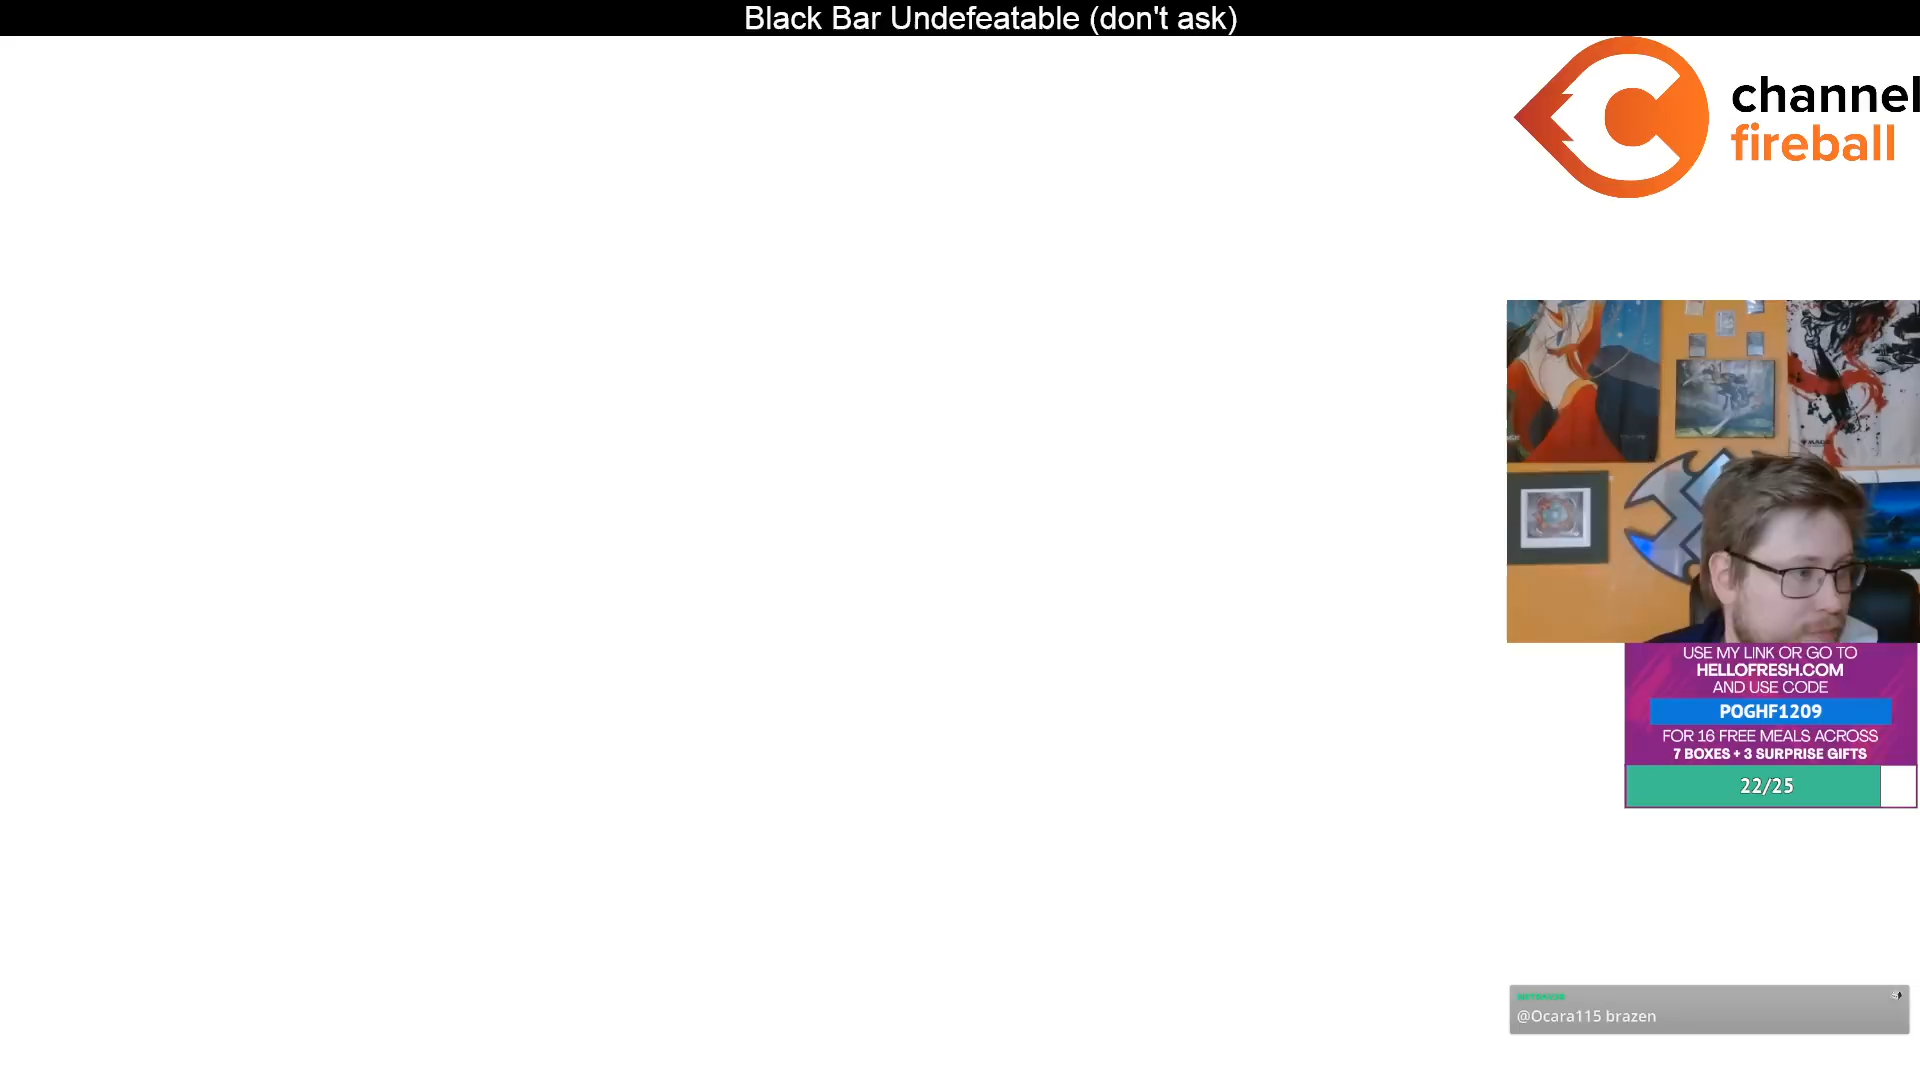 Black Bar Undefeatable (don't ask)
channel
fireball
USE MY LINK OR GO TO
HELLOFRESH.COM
AND USE CODE
POGHF1209
FOR 16 FREE MEALS ACROSS
7 BOXES + 3 SURPRISE GIFTS
22/25
@Ocara115 brazen